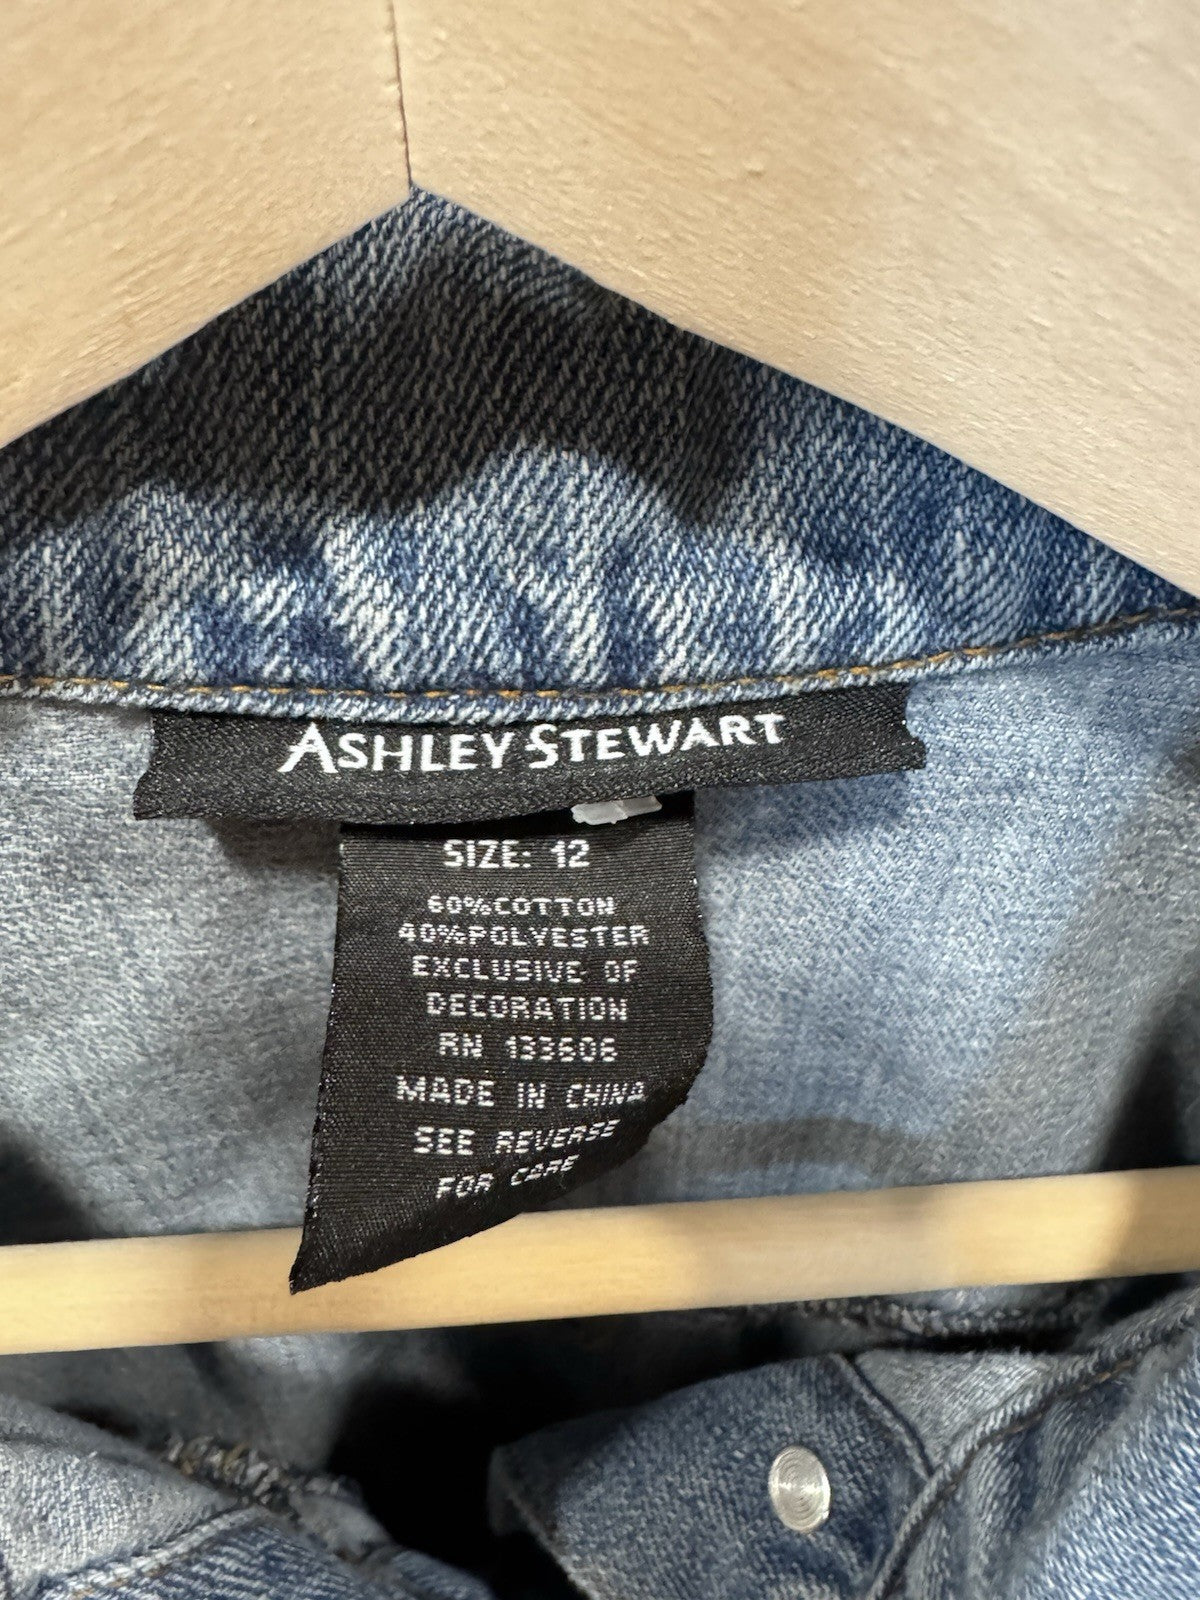 ASHLEY STEWART
SIZE: 12
60%COTTON
40%POLYESTER
EXCLUSIVE OF
DECORATION
RN 133606
MADE IN CHINA
SEE REVERSE
FOR CARE